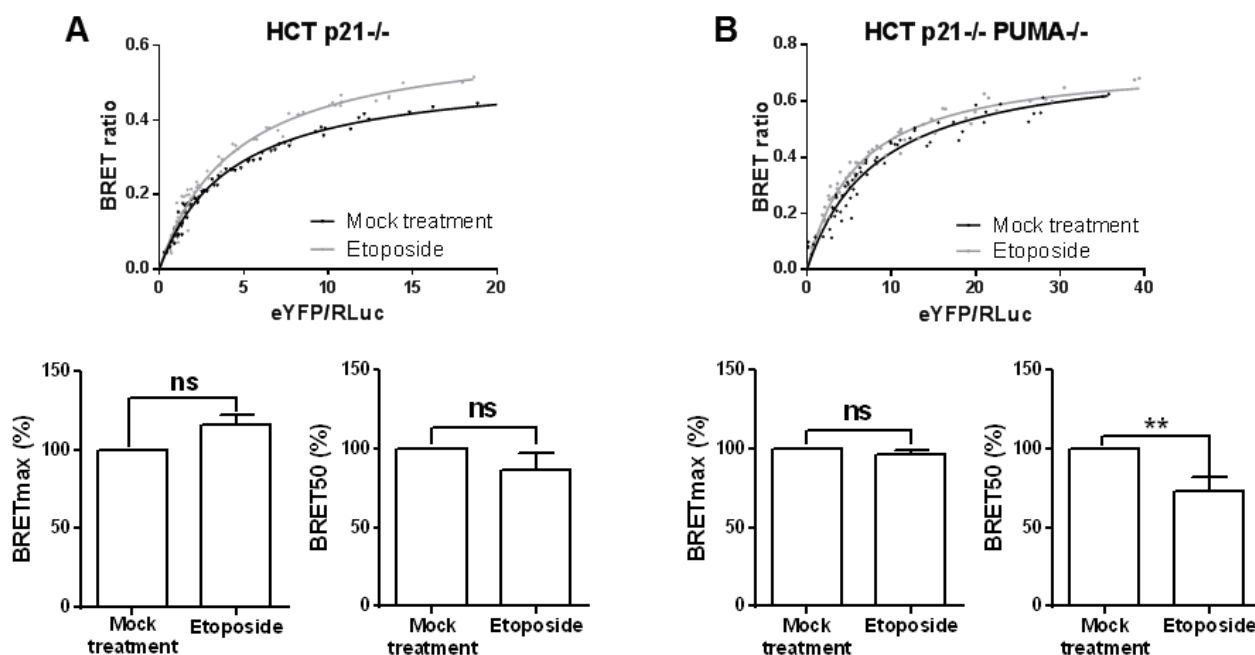 A
HCT p21-/-
0.6
0.4
0.2
0.0
BRET ratio
Mock treatment
Etoposide
0
5
10
15
20
eYFP/RLuc
B
HCT p21-/- PUMA-/-
0.8
0.6
0.4
0.2
0.0
BRET ratio
Mock treatment
Etoposide
0
10
20
30
40
eYFP/RLuc
150
100
50
0
BRETmax (%)
ns
Mock
treatment
Etoposide
150
100
50
0
BRET50 (%)
ns
Mock
treatment
Etoposide
150
100
50
0
BRETmax (%)
ns
Mock
treatment
Etoposide
150
100
50
0
BRET50 (%)
**
Mock
treatment
Etoposide